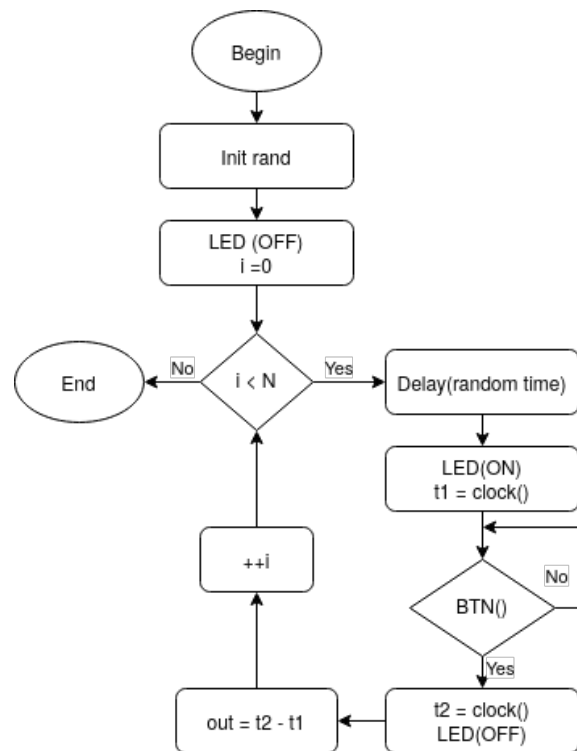 Begin
Init rand
LED (OFF)
i =0
No
End
i < N
Yes
Delay(random time)
LED(ON)
t1 = clock()
++i
BTN()
No
Yes
out = t2 - t1
t2 = clock()
LED(OFF)